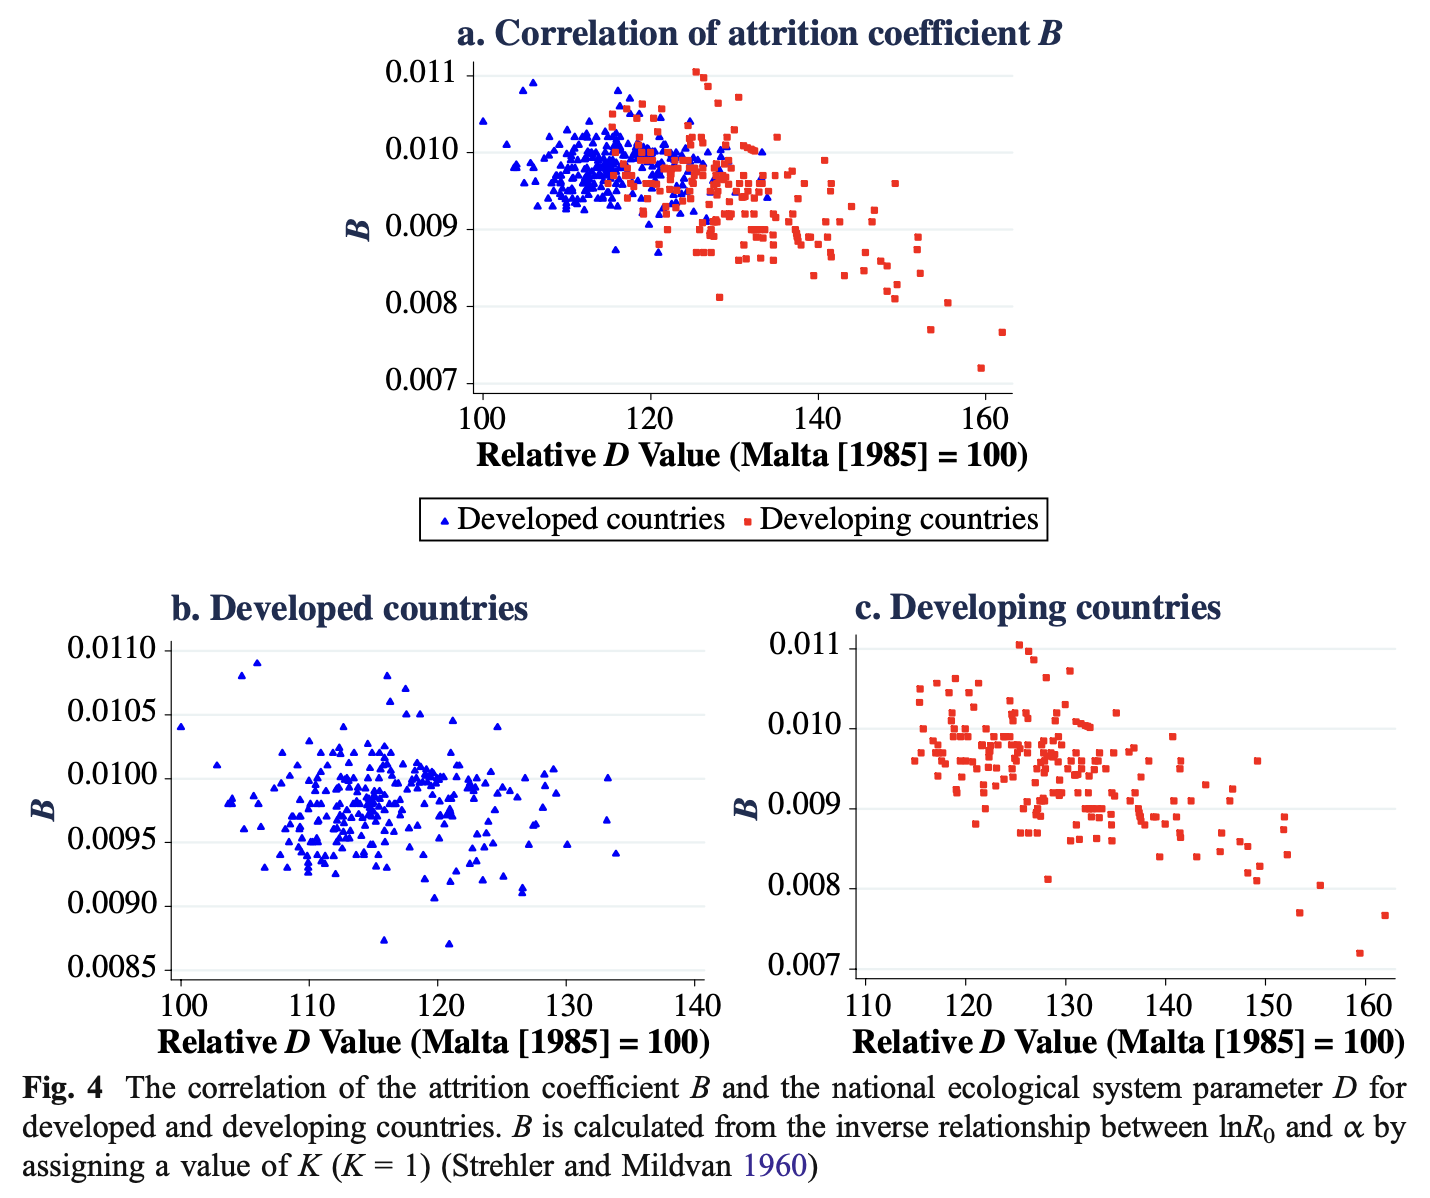 a. Correlation of attrition coefficient B
0.011
0.010
0.009
0.008
0.007
B
100 120 140 160
Relative D Value (Malta [1985] = 100)
Developed countries Developing countries
b. Developed countries
0.0110
0.0105
0.0100
0.0095
0.0090
0.0085
B
100 110 120 130 140
Relative D Value (Malta [1985] = 100)
c. Developing countries
0.011
0.010
0.009
0.008
0.007
B
110 120 130 140 150 160
Relative D Value (Malta [1985] = 100)
Fig. 4 The correlation of the attrition coefficient B and the national ecological system parameter D for
developed and developing countries. B is calculated from the inverse relationship between lnR₀ and α by
assigning a value of K (K = 1) (Strehler and Mildvan 1960)